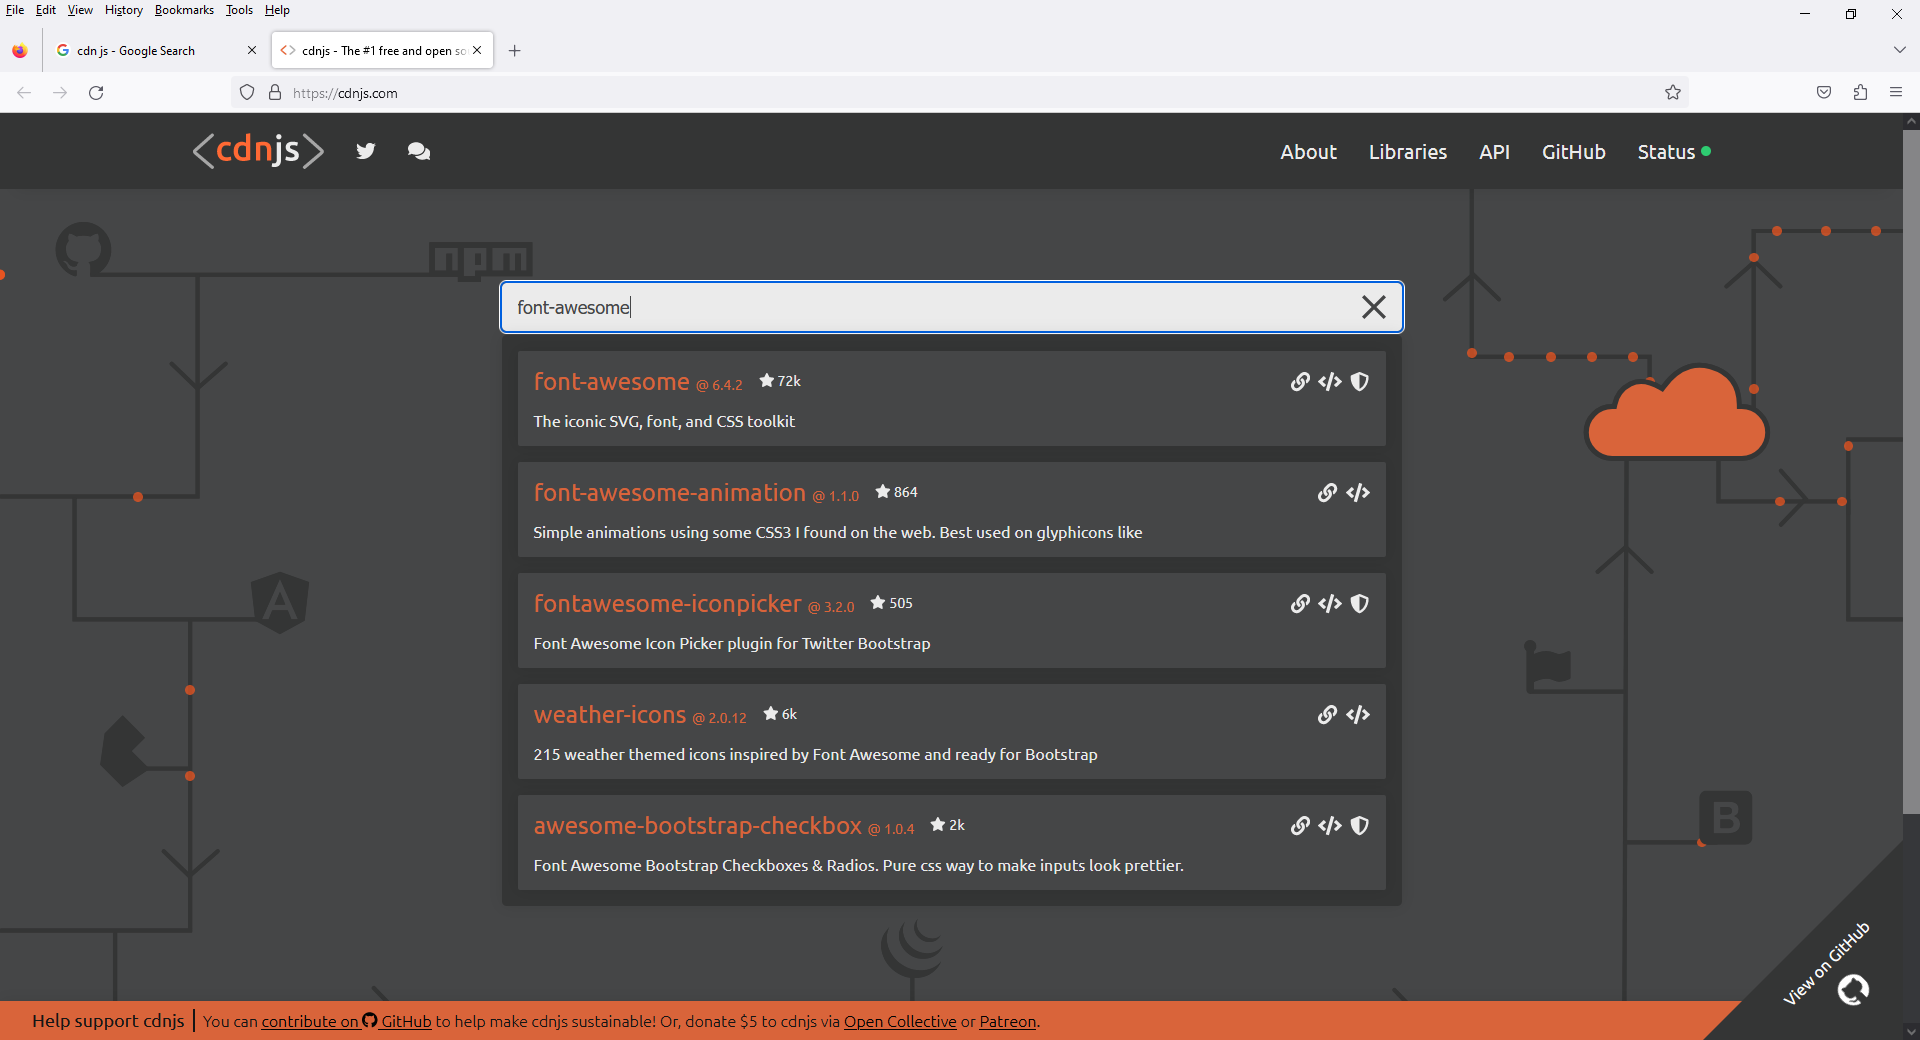 File Edit View History Bookmarks Tools Help
cdn js - Google Search
cdnjs - The #1 free and open so
https://cdnjs.com
<cdnjs>
About Libraries API GitHub Status
npm
font-awesome
font-awesome @ 6.4.2 72k
The iconic SVG, font, and CSS toolkit
font-awesome-animation @ 1.1.0 864
Simple animations using some CSS3 I found on the web. Best used on glyphicons like
fontawesome-iconpicker @ 3.2.0 505
Font Awesome Icon Picker plugin for Twitter Bootstrap
A
weather-icons @ 2.0.12 6k
215 weather themed icons inspired by Font Awesome and ready for Bootstrap
B
awesome-bootstrap-checkbox @ 1.0.4 2k
Font Awesome Bootstrap Checkboxes & Radios. Pure css way to make inputs look prettier.
View on GitHub
Help support cdnjs | You can contribute on GitHub to help make cdnjs sustainable! Or, donate $5 to cdnjs via Open Collective or Patreon.